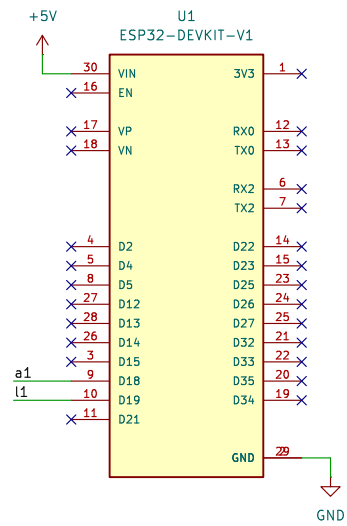 +5V
U1
ESP32-DEVKIT-V1
30 VIN 3V3 1
16 EN
17 VP RX0 12
18 VN TX0 13
RX2 6
TX2 7
4 D2 D22 14
5 D4 D23 15
8 D5 D25 23
27 D12 D26 24
28 D13 D27 25
26 D14 D32 21
3 D15 D33 22
a1 9 D18 D35 20
l1 10 D19 D34 19
11 D21
GND
GND